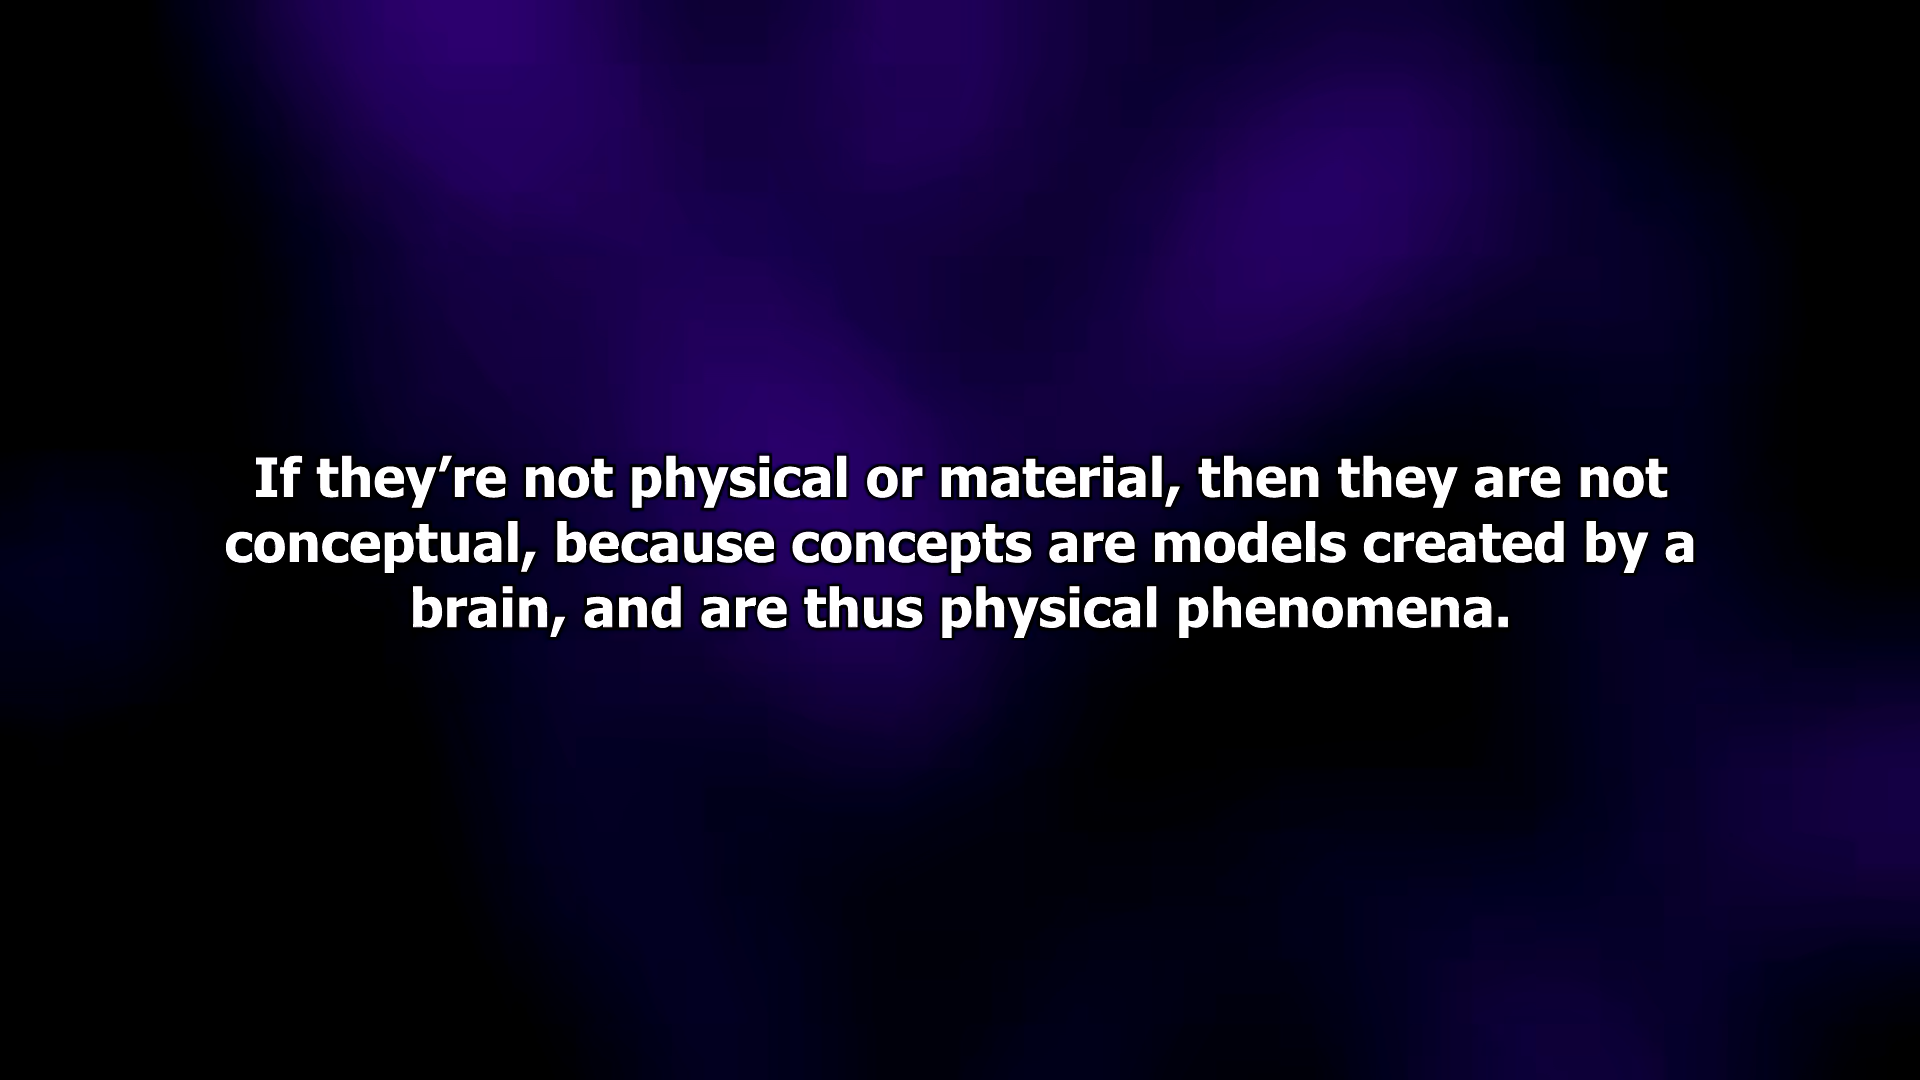 If they’re not physical or material, then they are not
conceptual, because concepts are models created by a
brain, and are thus physical phenomena.